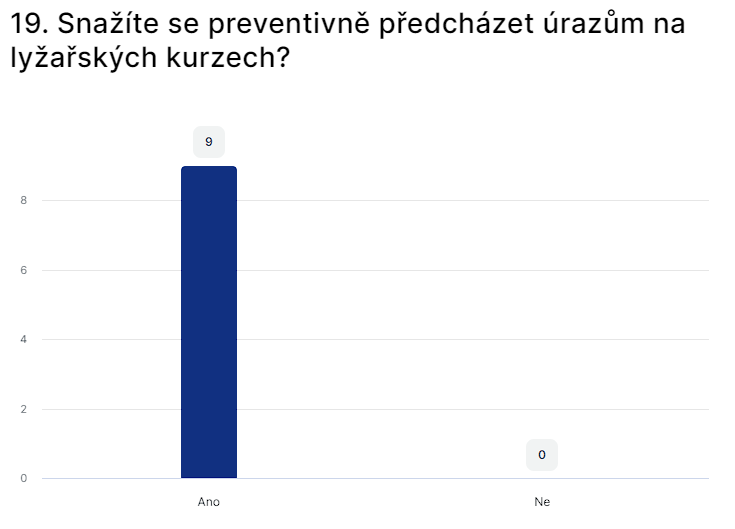 19. Snažíte se preventivně předcházet úrazům na
lyžařských kurzech?
9
8
6
4
2
0
0
Ano
Ne